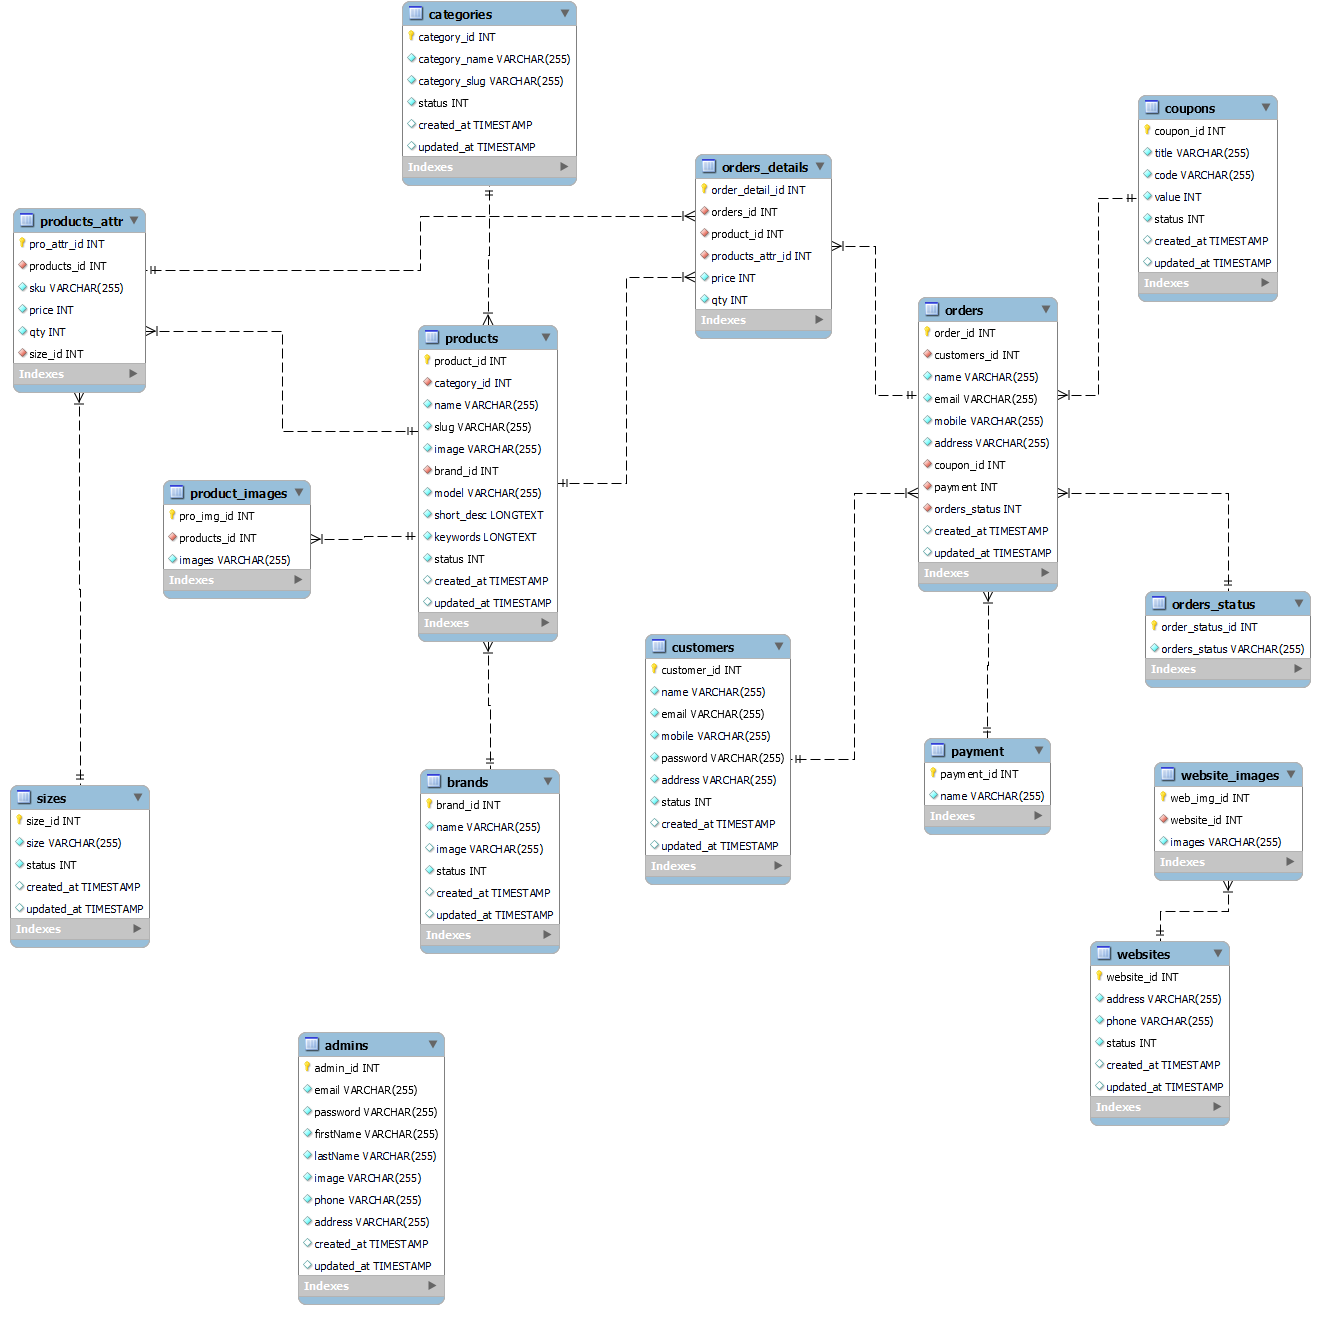 categories
category_id INT
category_name VARCHAR(255)
category_slug VARCHAR(255)
status INT
created_at TIMESTAMP
updated_at TIMESTAMP
Indexes
coupons
coupon_id INT
title VARCHAR(255)
code VARCHAR(255)
value INT
status INT
created_at TIMESTAMP
updated_at TIMESTAMP
Indexes
orders_details
order_detail_id INT
orders_id INT
product_id INT
products_attr_id INT
price INT
qty INT
Indexes
products_attr
pro_attr_id INT
products_id INT
sku VARCHAR(255)
price INT
qty INT
size_id INT
Indexes
orders
order_id INT
customers_id INT
name VARCHAR(255)
email VARCHAR(255)
mobile VARCHAR(255)
address VARCHAR(255)
coupon_id INT
payment INT
orders_status INT
created_at TIMESTAMP
updated_at TIMESTAMP
Indexes
products
product_id INT
category_id INT
name VARCHAR(255)
slug VARCHAR(255)
image VARCHAR(255)
brand_id INT
model VARCHAR(255)
short_desc LONGTEXT
keywords LONGTEXT
status INT
created_at TIMESTAMP
updated_at TIMESTAMP
Indexes
product_images
pro_img_id INT
products_id INT
images VARCHAR(255)
Indexes
orders_status
order_status_id INT
orders_status VARCHAR(255)
Indexes
customers
customer_id INT
name VARCHAR(255)
email VARCHAR(255)
mobile VARCHAR(255)
password VARCHAR(255)
address VARCHAR(255)
status INT
created_at TIMESTAMP
updated_at TIMESTAMP
Indexes
payment
payment_id INT
name VARCHAR(255)
Indexes
website_images
web_img_id INT
website_id INT
images VARCHAR(255)
Indexes
brands
brand_id INT
name VARCHAR(255)
image VARCHAR(255)
status INT
created_at TIMESTAMP
updated_at TIMESTAMP
Indexes
sizes
size_id INT
size VARCHAR(255)
status INT
created_at TIMESTAMP
updated_at TIMESTAMP
Indexes
websites
website_id INT
address VARCHAR(255)
phone VARCHAR(255)
status INT
created_at TIMESTAMP
updated_at TIMESTAMP
Indexes
admins
admin_id INT
email VARCHAR(255)
password VARCHAR(255)
firstName VARCHAR(255)
lastName VARCHAR(255)
image VARCHAR(255)
phone VARCHAR(255)
address VARCHAR(255)
created_at TIMESTAMP
updated_at TIMESTAMP
Indexes